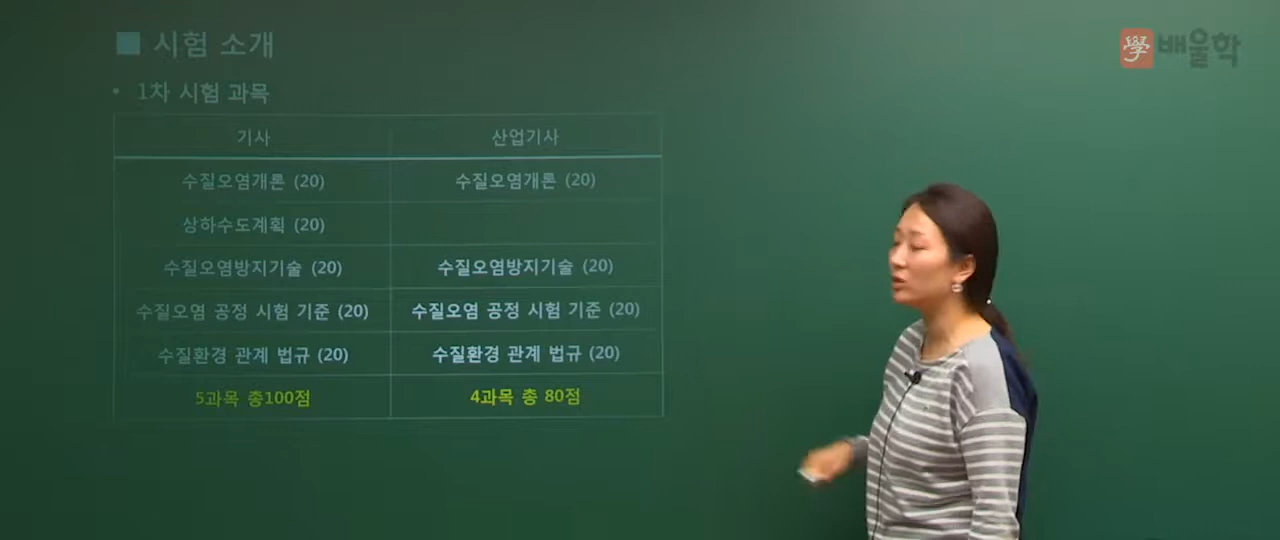 ■ 시험 소개
學 배울학
• 1차 시험 과목
기사 산업기사
수질오염개론 (20) 수질오염개론 (20)
상하수도계획 (20)
수질오염방지기술 (20) 수질오염방지기술 (20)
수질오염 공정 시험 기준 (20) 수질오염 공정 시험 기준 (20)
수질환경 관계 법규 (20) 수질환경 관계 법규 (20)
5과목 총100점 4과목 총 80점